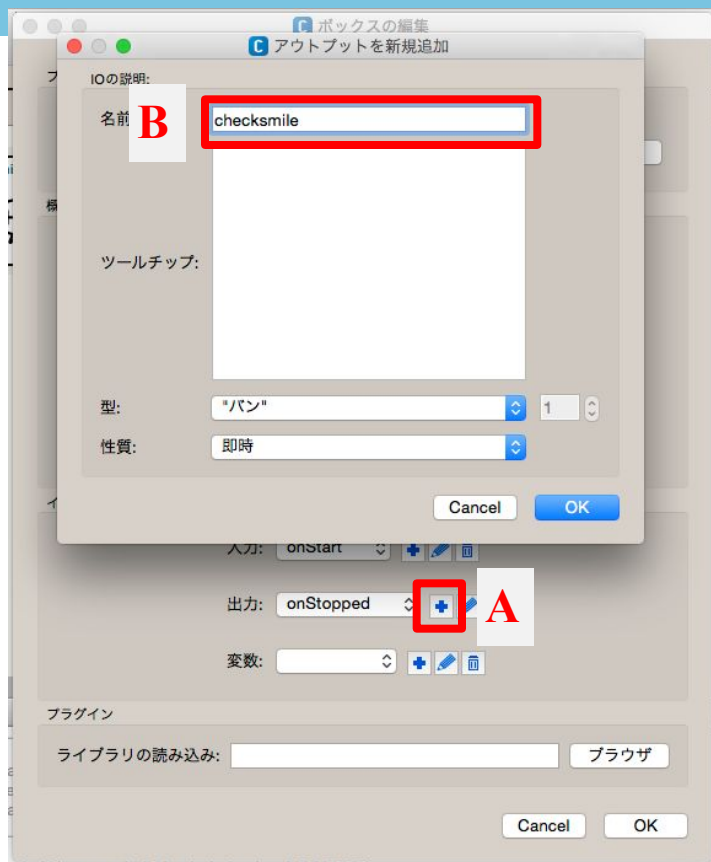 ボックスの編集
アウトプットを新規追加
IOの説明:
名前
B
checksmile
ツールチップ:
型:
"バン"
1
性質:
即時
Cancel
OK
入力:
onStart
出力:
onStopped
A
変数:
プラグイン
ライブラリの読み込み:
ブラウザ
Cancel
OK